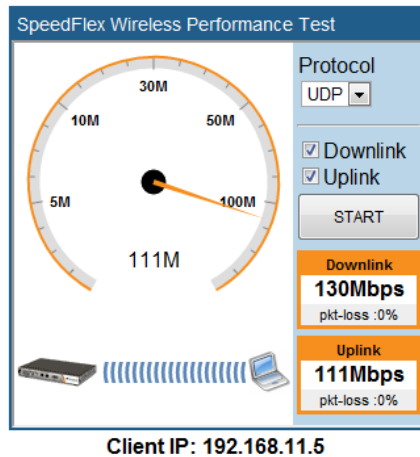 SpeedFlex Wireless Performance Test
Protocol
UDP
30M
10M
50M
5M
100M
111M
Downlink
Uplink
START
Downlink
130Mbps
pkt-loss :0%
Uplink
111Mbps
pkt-loss :0%
Client IP: 192.168.11.5